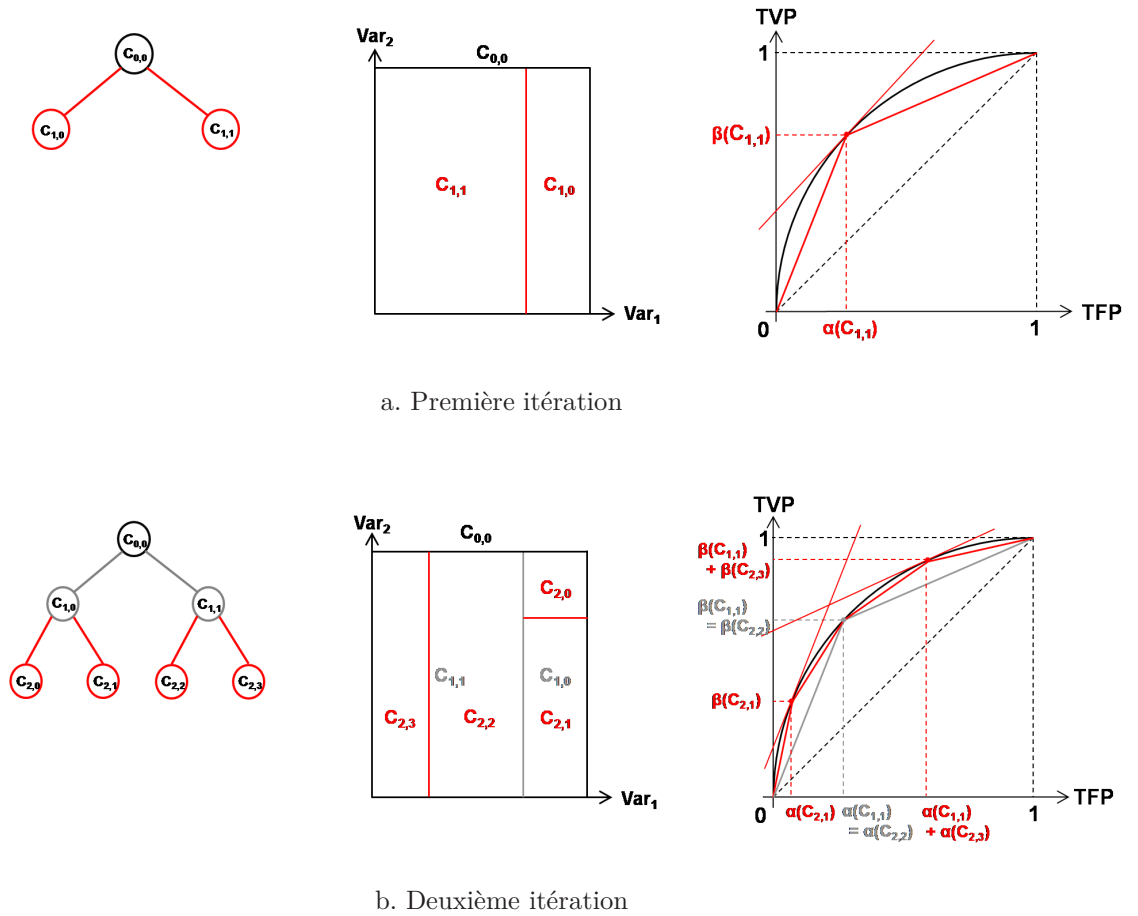 C0,0
C1,0
C1,1
Var2
C0,0
C1,1
C1,0
Var1
TVP
1
β(C1,1)
0
α(C1,1)
1
TFP
a. Première itération
C0,0
C1,0
C1,1
C2,0
C2,1
C2,2
C2,3
Var2
C0,0
C2,0
C1,1
C1,0
C2,3
C2,2
C2,1
Var1
TVP
1
β(C1,1)
+ β(C2,3)
β(C1,1)
= β(C2,2)
β(C2,1)
0
α(C2,1)
α(C1,1)
= α(C2,2)
α(C1,1)
+ α(C2,3)
1
TFP
b. Deuxième itération